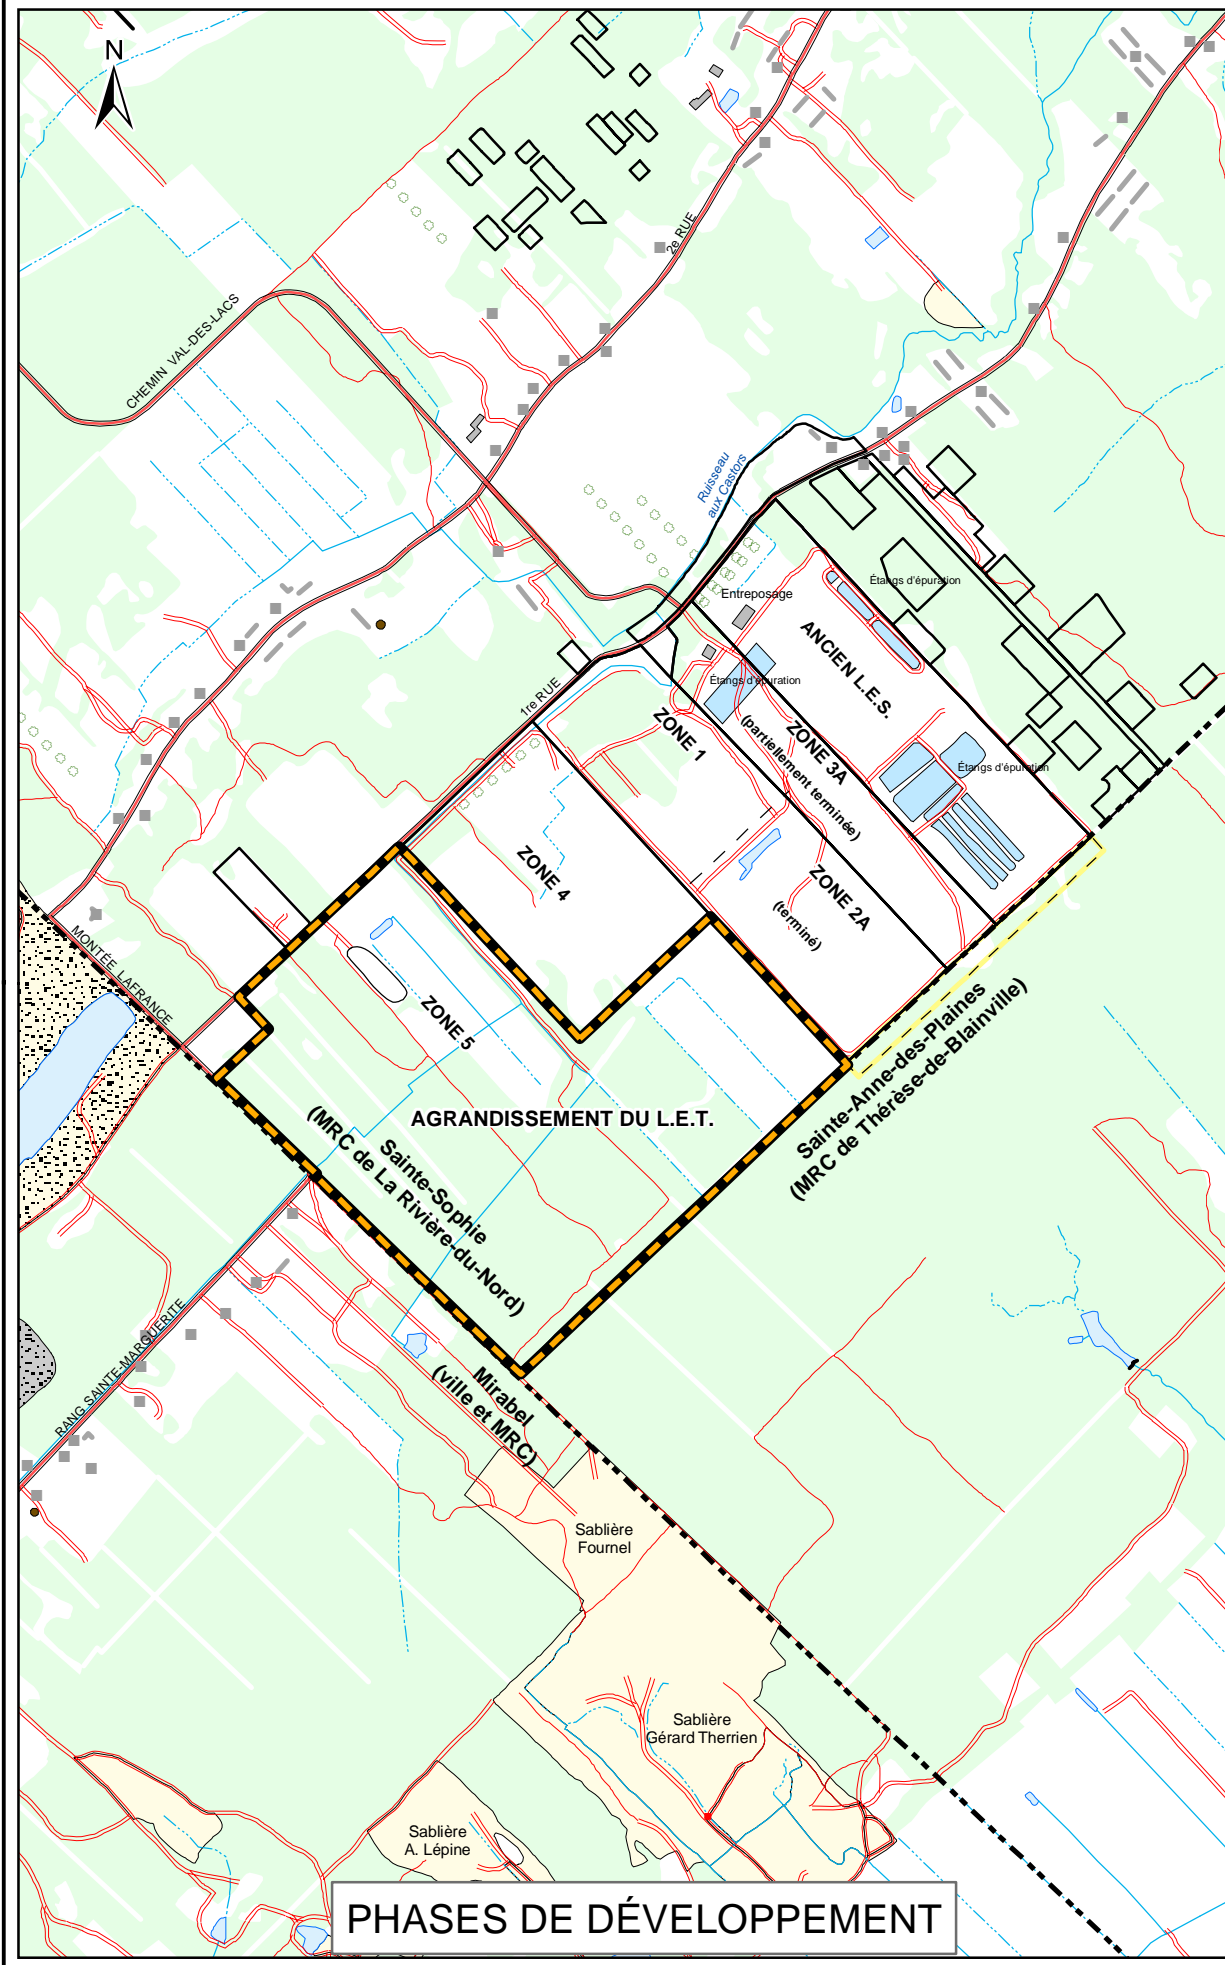 N
2e RUE
CHEMIN VAL-DES-LACS
Ruisseau
aux Castors
Étangs d'épuration
Entreposage
ANCIEN L.E.S.
Étangs d'épuration
1re RUE
ZONE 1
ZONE 3A
(partiellement terminée)
Étangs d'épuration
ZONE 4
ZONE 2A
(terminé)
MONTÉE LAFRANCE
ZONE 5
Sainte-Anne-des-Plaines
(MRC de Thérèse-de-Blainville)
AGRANDISSEMENT DU L.E.T.
Sainte-Sophie
(MRC de La Rivière-du-Nord)
RANG SAINTE-MARGUERITE
Mirabel
(ville et MRC)
Sablière
Fournel
Sablière
Gérard Therrien
Sablière
A. Lépine
PHASES DE DÉVELOPPEMENT